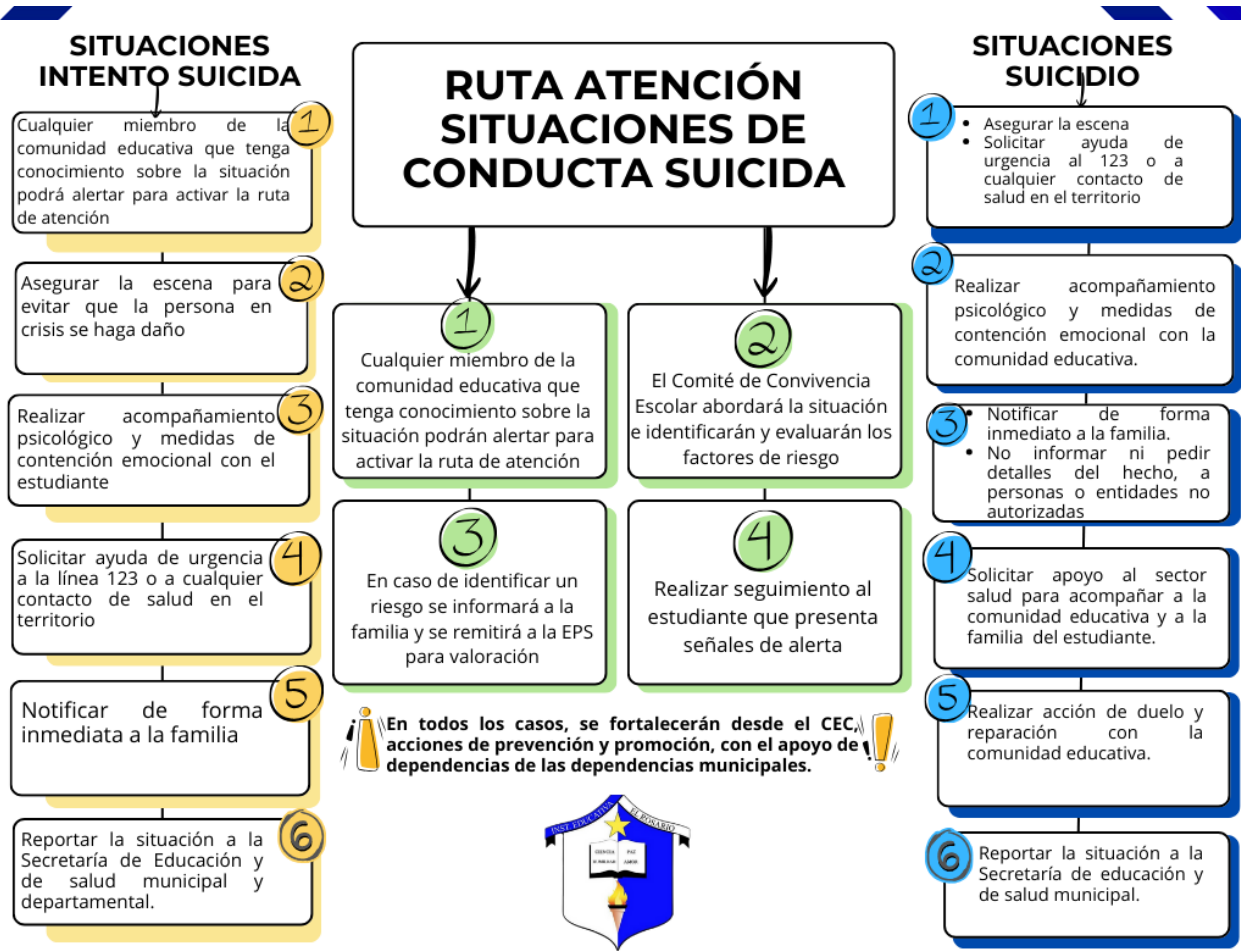 SITUACIONES
INTENTO SUICIDA
1
Cualquier miembro de la
comunidad educativa que tenga
conocimiento sobre la situación
podrá alertar para activar la ruta
de atención
2
Asegurar la escena para
evitar que la persona en
crisis se haga daño
3
Realizar acompañamiento
psicológico y medidas de
contención emocional con el
estudiante
4
Solicitar ayuda de urgencia
a la línea 123 o a cualquier
contacto de salud en el
territorio
5
Notificar de forma
inmediata a la familia
6
Reportar la situación a la
Secretaría de Educación y
de salud municipal y
departamental.
RUTA ATENCIÓN
SITUACIONES DE
CONDUCTA SUICIDA
1
Cualquier miembro de la
comunidad educativa que
tenga conocimiento sobre la
situación podrán alertar para
activar la ruta de atención
2
El Comité de Convivencia
Escolar abordará la situación
e identificarán y evaluarán los
factores de riesgo
3
En caso de identificar un
riesgo se informará a la
familia y se remitirá a la EPS
para valoración
4
Realizar seguimiento al
estudiante que presenta
señales de alerta
¡En todos los casos, se fortalecerán desde el CEC,
acciones de prevención y promoción, con el apoyo de
dependencias de las dependencias municipales.!
INST. EDUCATIVA
EL ROSARIO
CIENCIA
PAZ
AMOR
SITUACIONES
SUICIDIO
1
• Asegurar la escena
• Solicitar ayuda de
urgencia al 123 o a
cualquier contacto de
salud en el territorio
2
Realizar acompañamiento
psicológico y medidas de
contención emocional con la
comunidad educativa.
3
• Notificar de forma
inmediata a la familia.
• No informar ni pedir
detalles del hecho, a
personas o entidades no
autorizadas
4
Solicitar apoyo al sector
salud para acompañar a la
comunidad educativa y a la
familia del estudiante.
5
Realizar acción de duelo y
reparación con la
comunidad educativa.
6
Reportar la situación a la
Secretaría de educación y
de salud municipal.